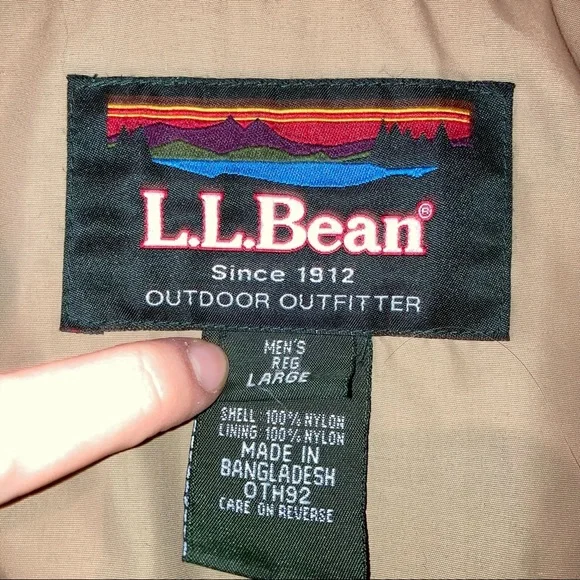 L.L.Bean®
Since 1912
OUTDOOR OUTFITTER
MEN'S
REG
LARGE
SHELL: 100% NYLON
LINING: 100% NYLON
MADE IN
BANGLADESH
OTH92
CARE ON REVERSE